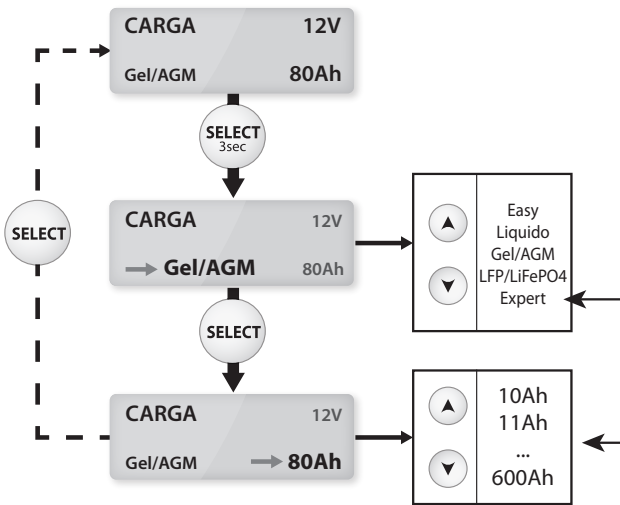 CARGA 12V
Gel/AGM 80Ah
SELECT
3sec
SELECT
CARGA 12V
Gel/AGM 80Ah
Easy
Liquido
Gel/AGM
LFP/LiFePO4
Expert
SELECT
CARGA 12V
Gel/AGM 80Ah
10Ah
11Ah
...
600Ah